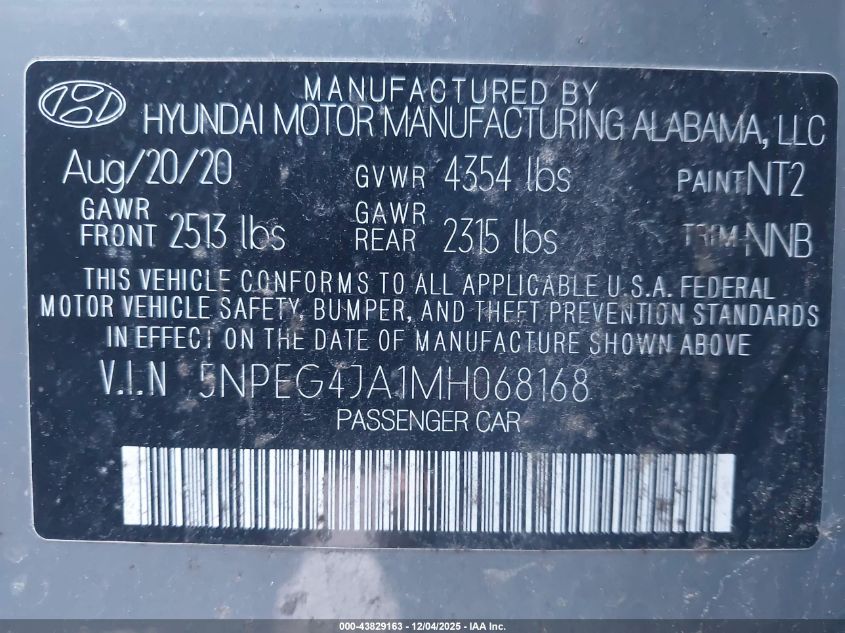 MANUFACTURED BY
HYUNDAI MOTOR MANUFACTURING ALABAMA, LLC
Aug/20/20 GVWR 4354 lbs PAINT NT2
GAWR FRONT 2513 lbs GAWR REAR 2315 lbs TRIM NNB
THIS VEHICLE CONFORMS TO ALL APPLICABLE U.S.A. FEDERAL
MOTOR VEHICLE SAFETY, BUMPER, AND THEFT PREVENTION STANDARDS
IN EFFECT ON THE DATE OF MANUFACTURE SHOWN ABOVE
V.I.N 5NPEG4JA1MH068168
PASSENGER CAR
000-43829163 - 12/04/2025 - IAA Inc.